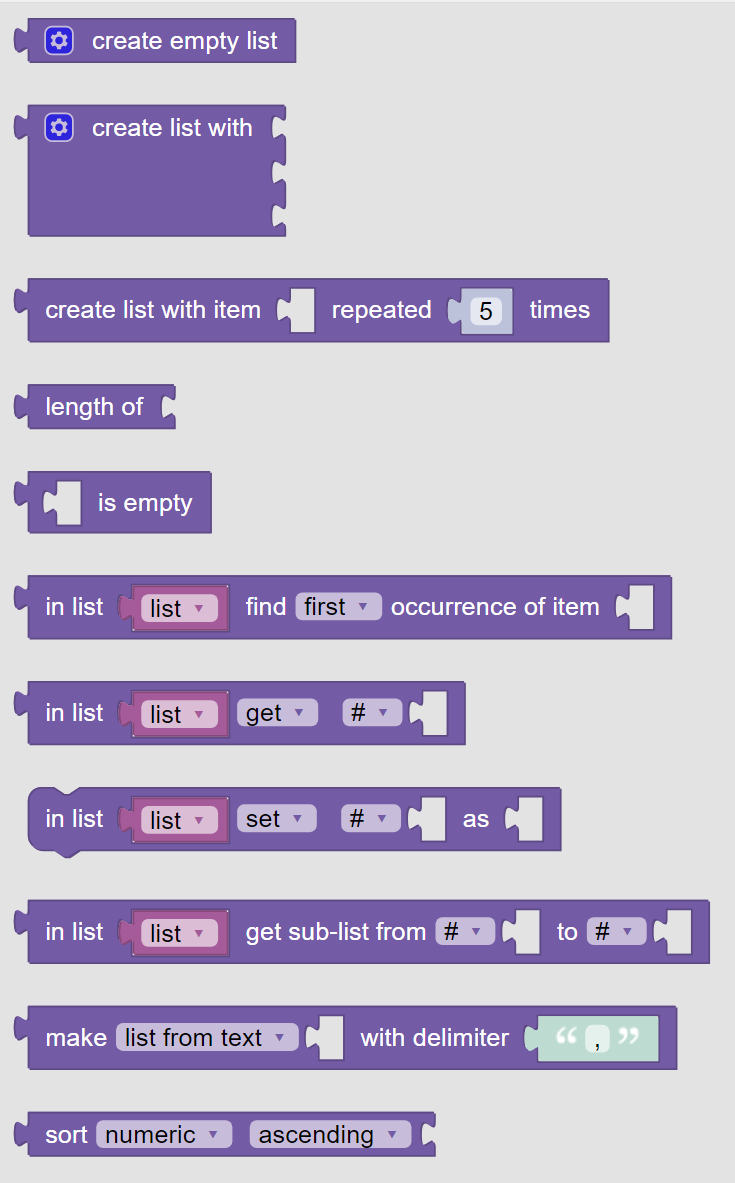 create empty list
create list with
create list with item repeated 5 times
length of
is empty
in list list find first occurrence of item
in list list get #
in list list set # as
in list list get sub-list from # to #
make list from text with delimiter “ , ”
sort numeric ascending